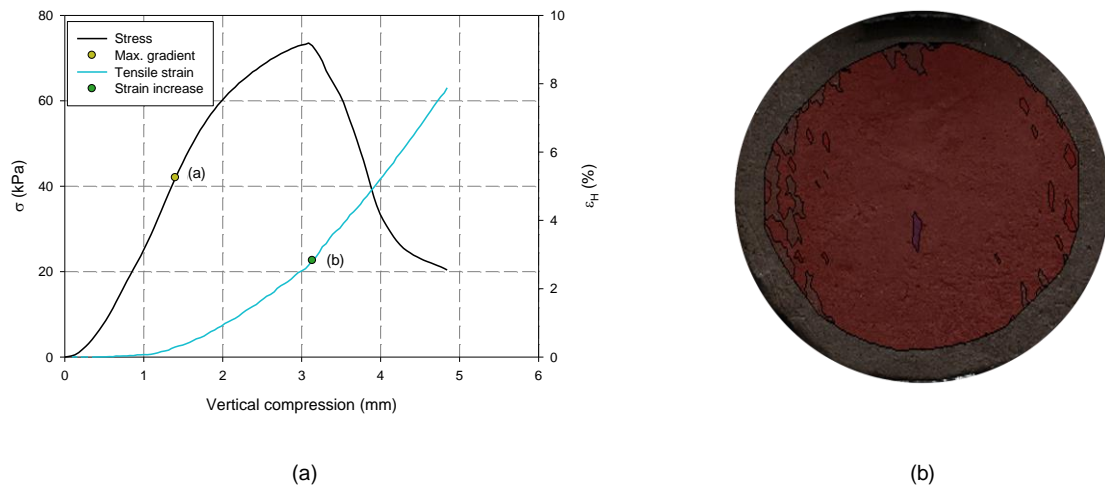 80
60
40
20
0
σ (kPa)
Stress
Max. gradient
Tensile strain
Strain increase
(a)
(b)
10
8
6
4
2
0
ε_H (%)
0 1 2 3 4 5 6
Vertical compression (mm)
(a)
(b)